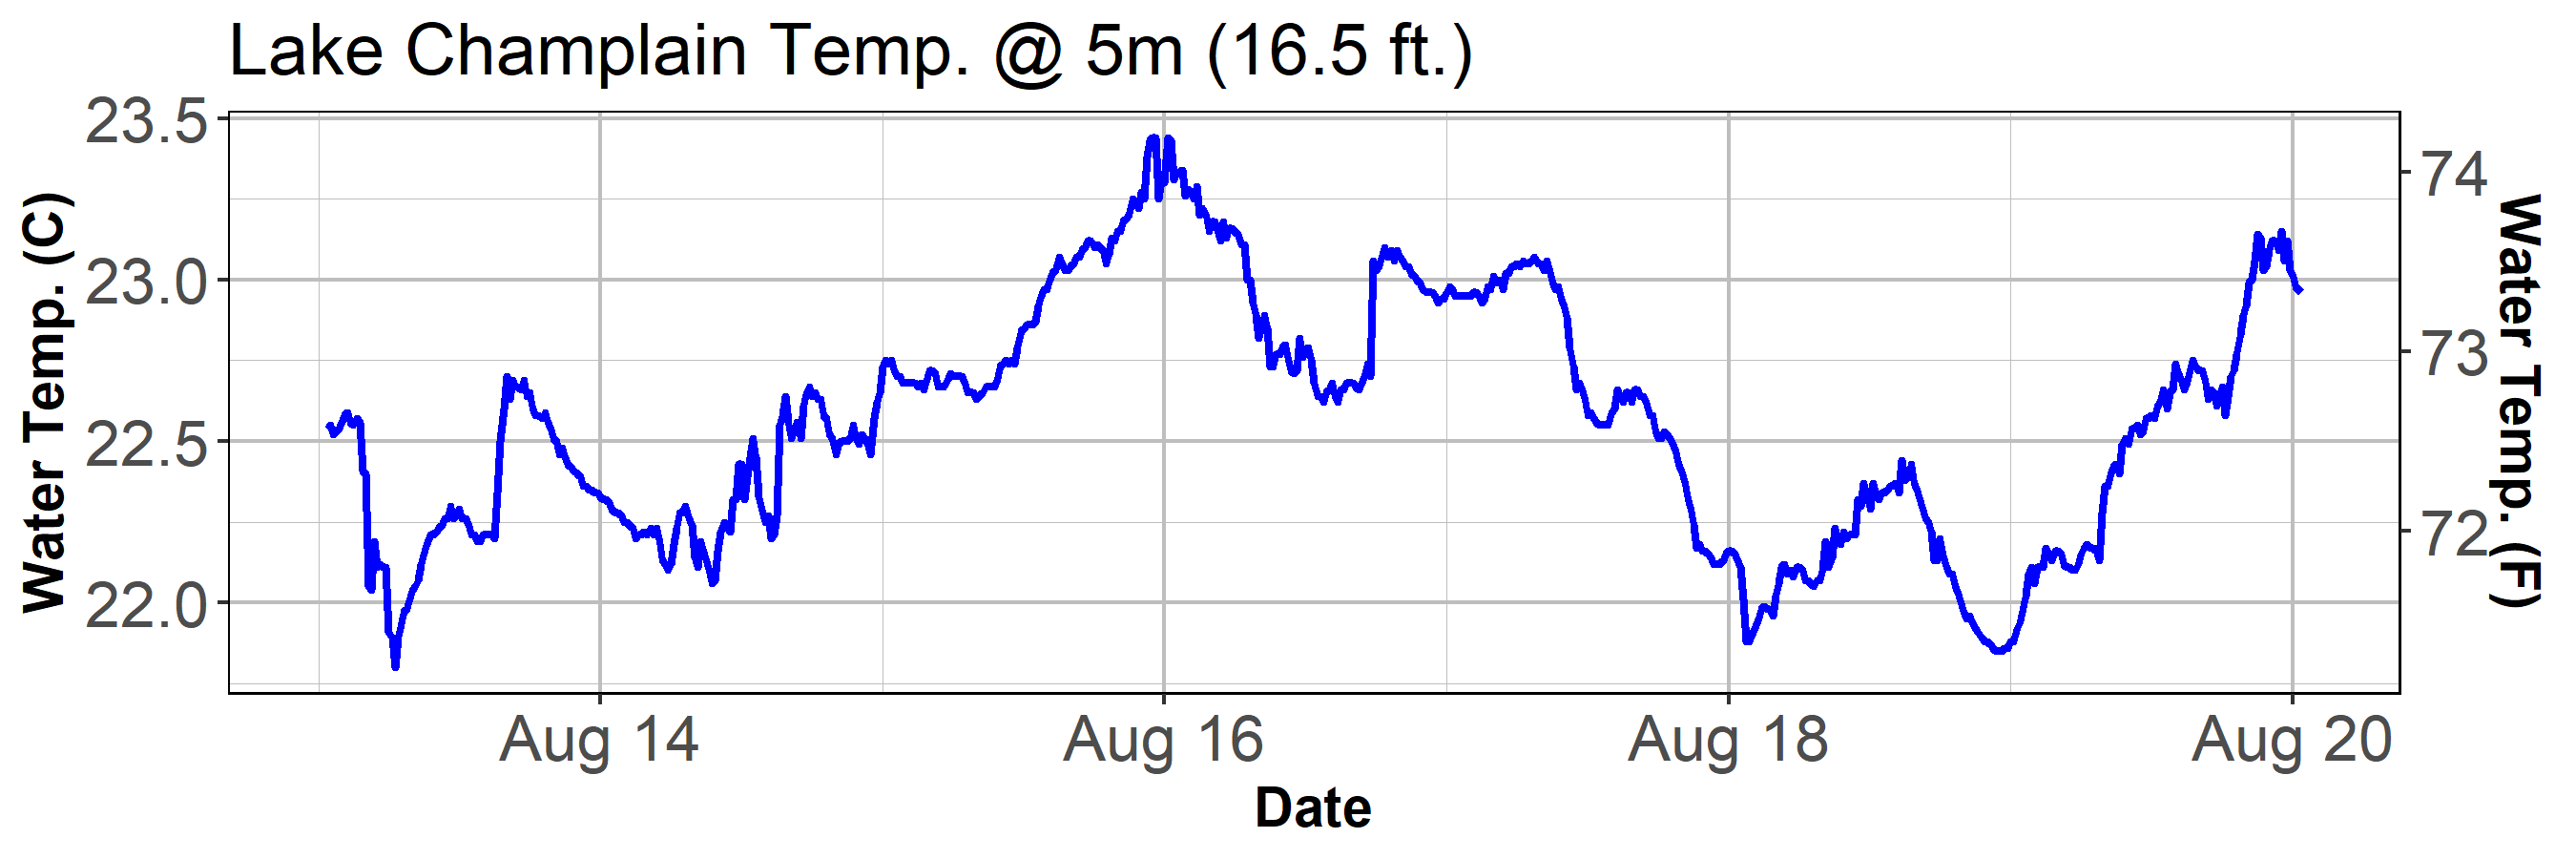 Lake Champlain Temp. @ 5m (16.5 ft.)
Water Temp. (C)
23.5
23.0
22.5
22.0
74
73
72
Water Temp. (F)
Aug 14
Aug 16
Aug 18
Aug 20
Date